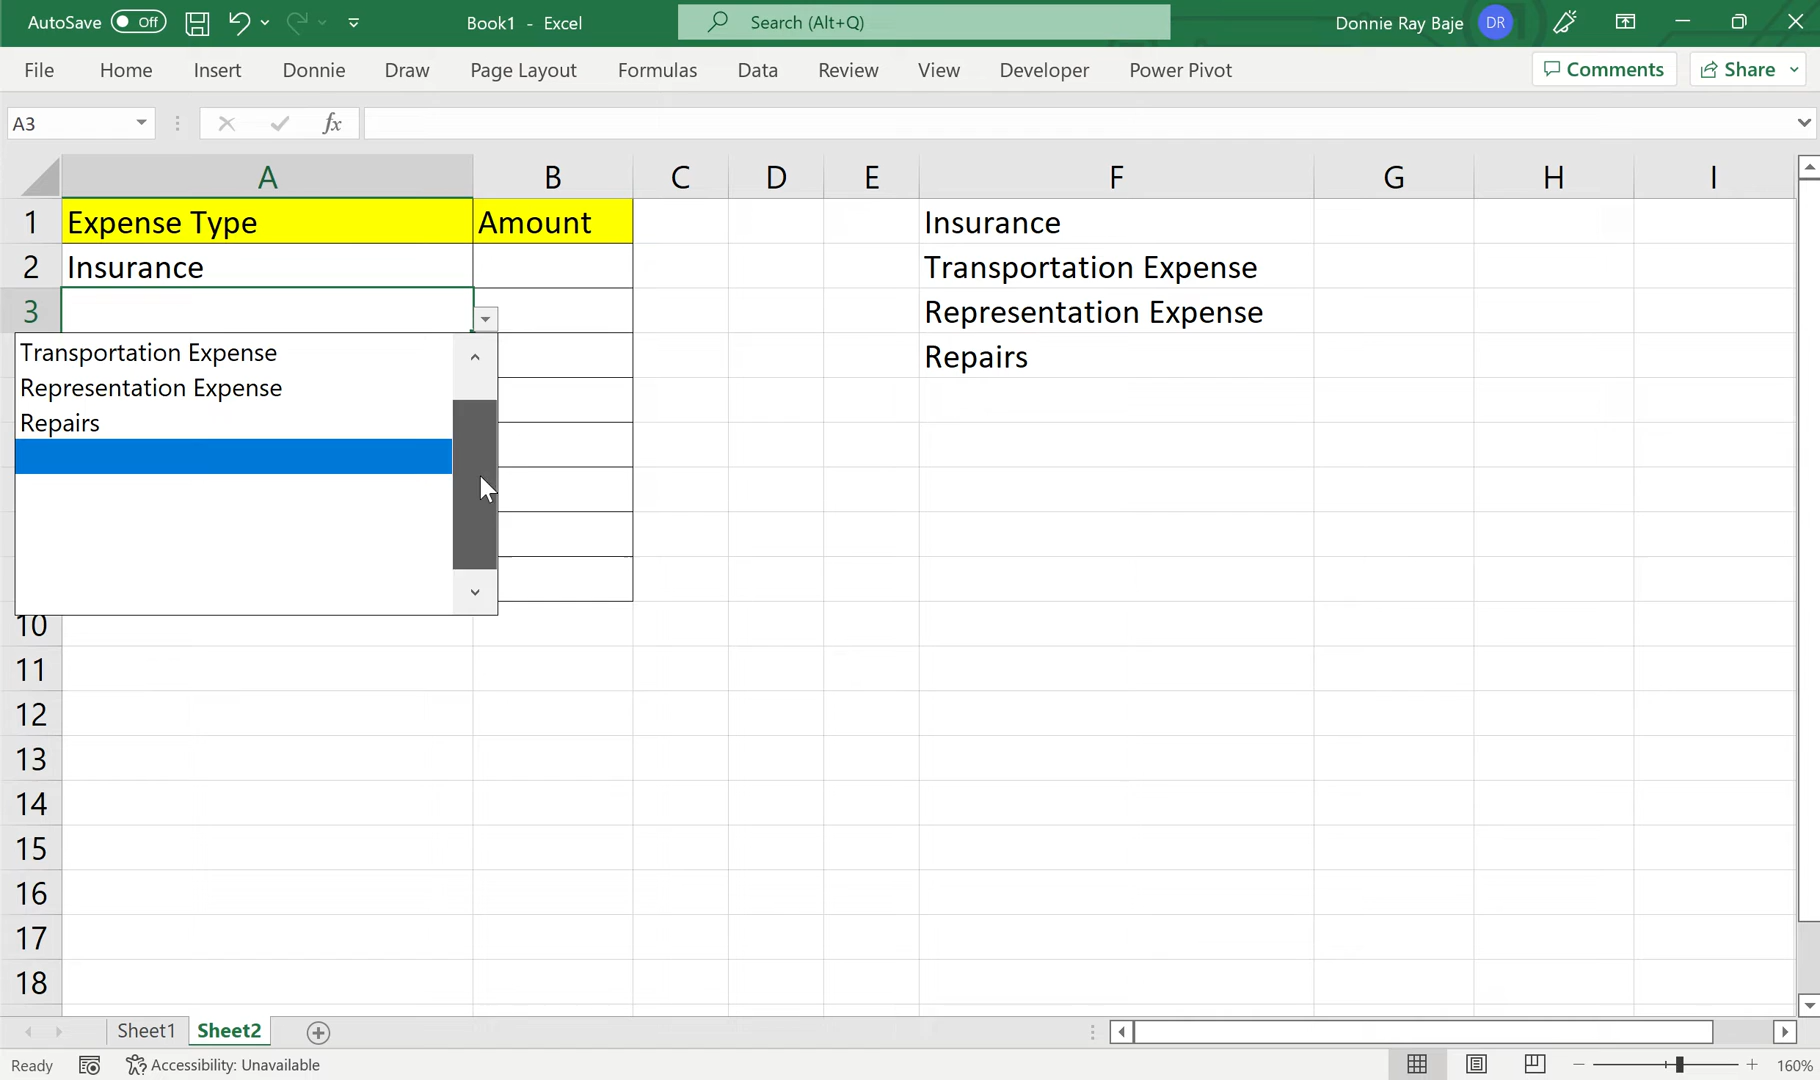 AutoSave Off Book1 - Excel Search (Alt+Q) Donnie Ray Baje DR
File Home Insert Donnie Draw Page Layout Formulas Data Review View Developer Power Pivot Comments Share
A3 fx
A B C D E F G H I
1 Expense Type Amount Insurance
2 Insurance Transportation Expense
3 Representation Expense
Repairs
Transportation Expense
Representation Expense
Repairs
10
11
12
13
14
15
16
17
18
Sheet1 Sheet2
Ready Accessibility: Unavailable 160%